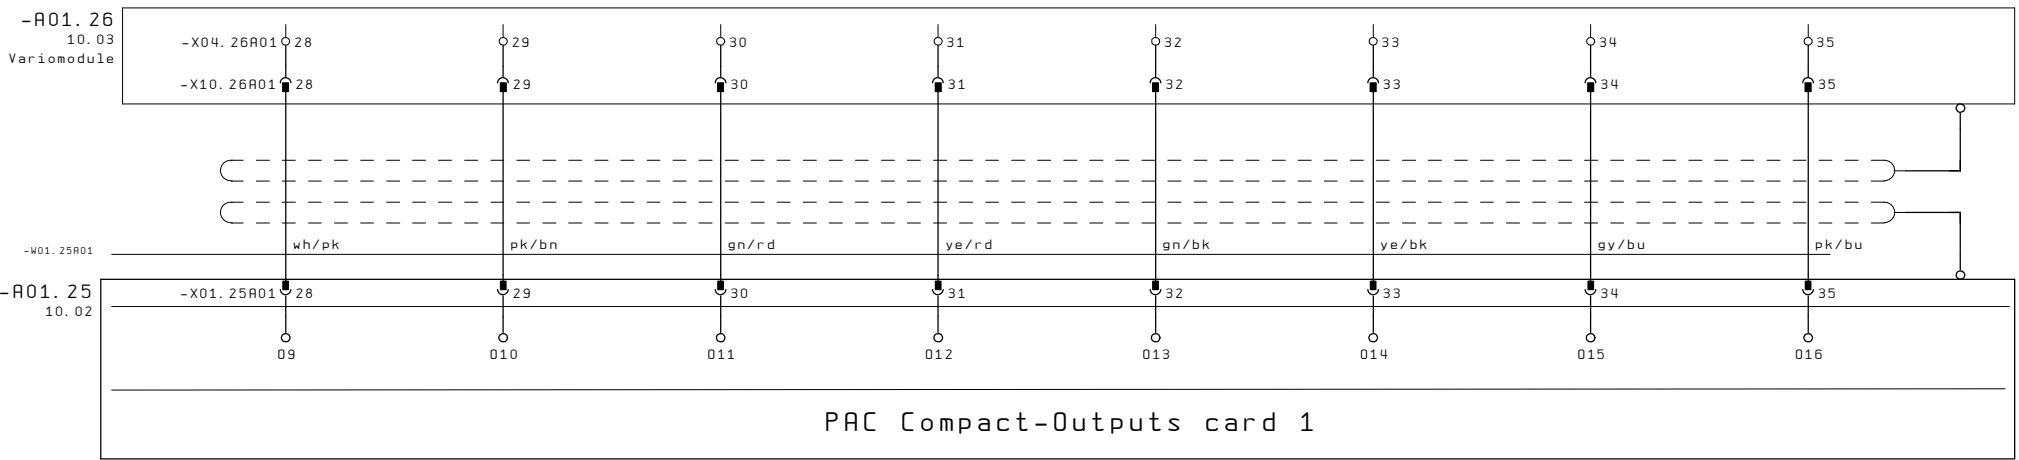 -A01.26
10.03
Variomodule
-X04.26A01 28 29 30 31 32 33 34 35
-X10.26A01 28 29 30 31 32 33 34 35
wh/pk pk/bn gn/rd ye/rd gn/bk ye/bk gy/bu pk/bu
-W01.25A01
-A01.25
10.02
-X01.25A01 28 29 30 31 32 33 34 35
O9 O10 O11 O12 O13 O14 O15 O16
PAC Compact-Outputs card 1